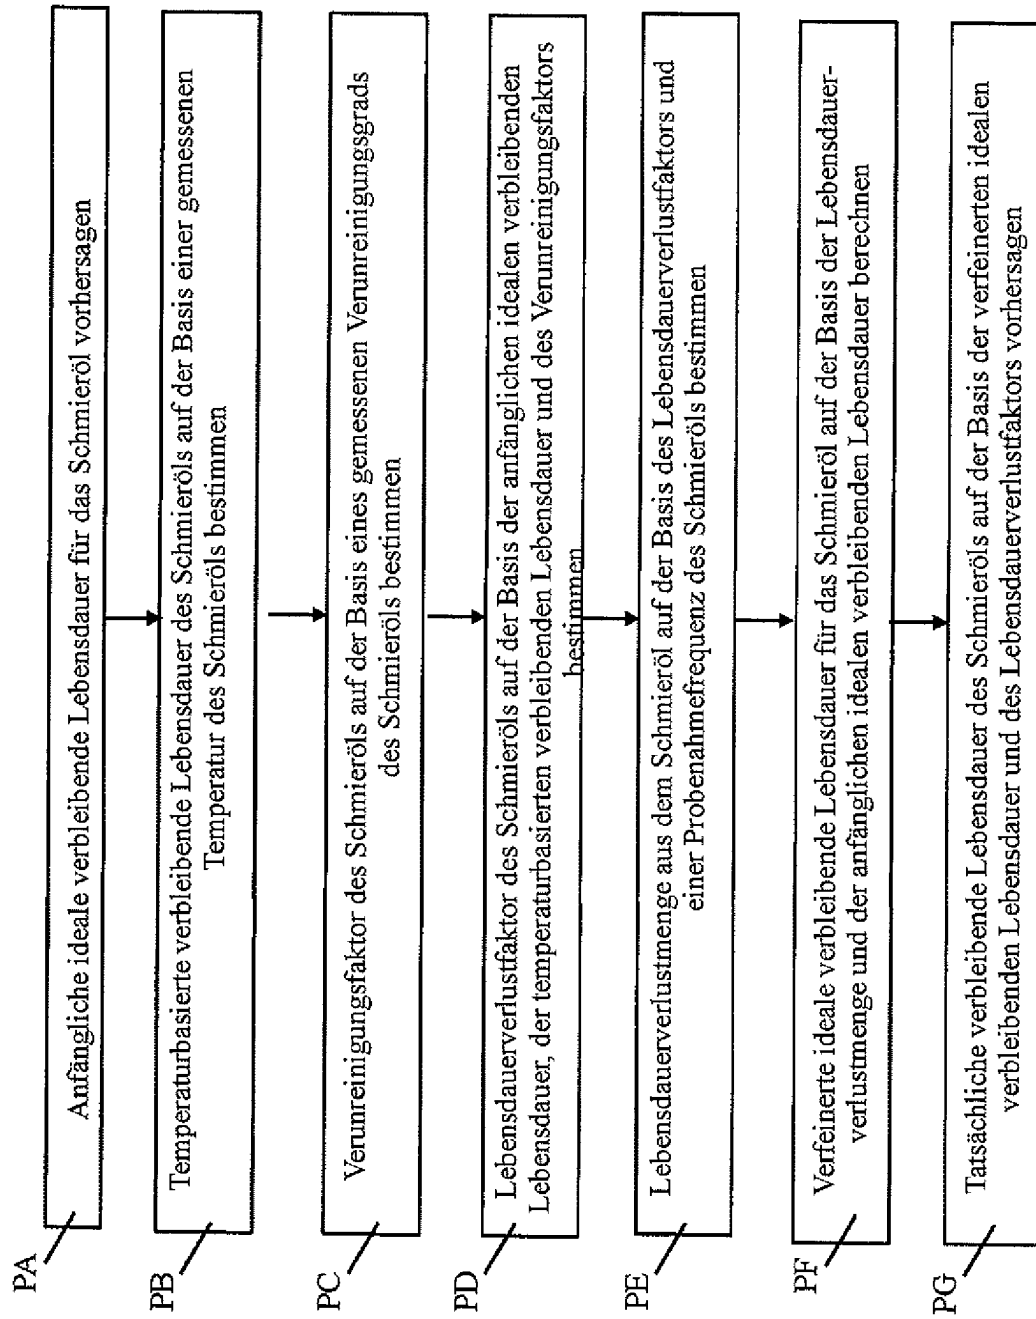 PA
Anfängliche ideale verbleibende Lebensdauer für das Schmieröl vorhersagen
PB
Temperaturbasierte verbleibende Lebensdauer des Schmieröls auf der Basis einer gemessenen
Temperatur des Schmieröls bestimmen
PC
Verunreinigungsfaktor des Schmieröls auf der Basis eines gemessenen Verunreinigungsgrads
des Schmieröls bestimmen
PD
Lebensdauerverlustfaktor des Schmieröls auf der Basis der anfänglichen idealen verbleibenden
Lebensdauer, der temperaturbasierten verbleibenden Lebensdauer und des Verunreinigungsfaktors
bestimmen
PE
Lebensdauerverlustmenge aus dem Schmieröl auf der Basis des Lebensdauerverlustfaktors und
einer Probenahmefrequenz des Schmieröls bestimmen
PF
Verfeinerte ideale verbleibende Lebensdauer für das Schmieröl auf der Basis der Lebensdauer-
verlustmenge und der anfänglichen idealen verbleibenden Lebensdauer berechnen
PG
Tatsächliche verbleibende Lebensdauer des Schmieröls auf der Basis der verfeinerten idealen
verbleibenden Lebensdauer und des Lebensdauerverlustfaktors vorhersagen